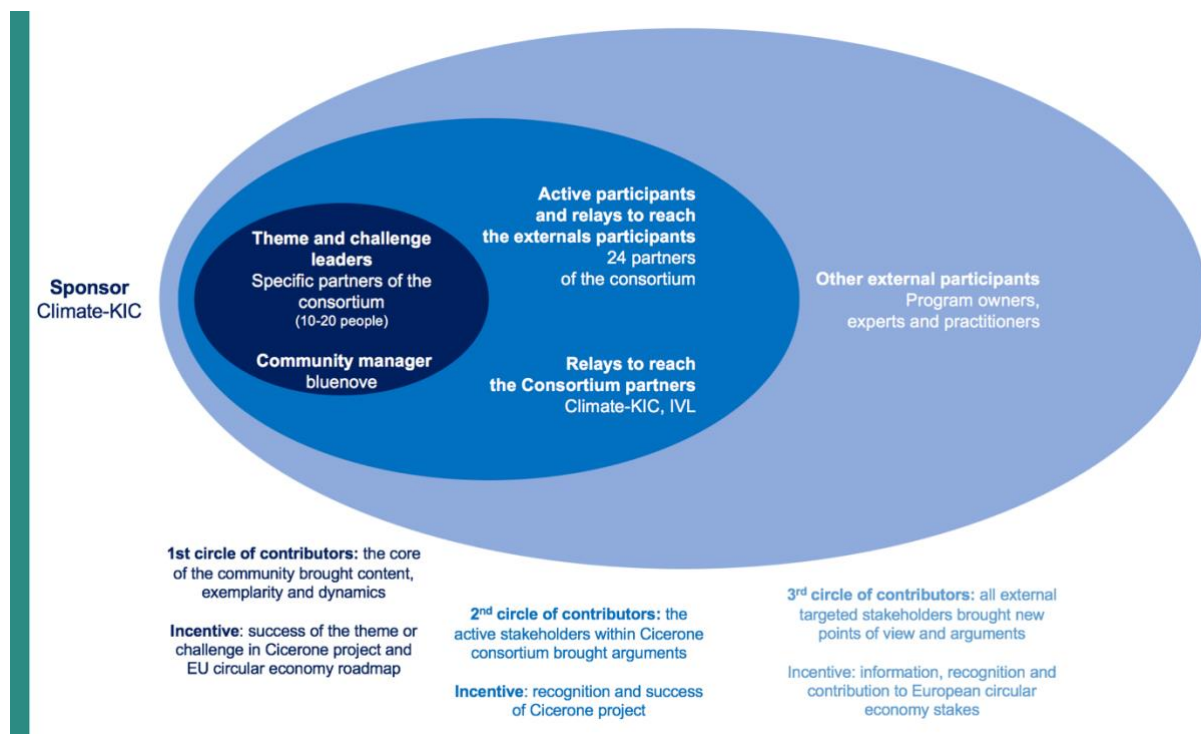 Sponsor
Climate-KIC
Theme and challenge
leaders
Specific partners of the
consortium
(10-20 people)
Community manager
bluenove
Active participants
and relays to reach
the externals participants
24 partners
of the consortium
Relays to reach
the Consortium partners
Climate-KIC, IVL
Other external participants
Program owners,
experts and practitioners
1st circle of contributors: the core
of the community brought content,
exemplarity and dynamics
Incentive: success of the theme or
challenge in Cicerone project and
EU circular economy roadmap
2nd circle of contributors: the
active stakeholders within Cicerone
consortium brought arguments
Incentive: recognition and success
of Cicerone project
3rd circle of contributors: all external
targeted stakeholders brought new
points of view and arguments
Incentive: information, recognition and
contribution to European circular
economy stakes